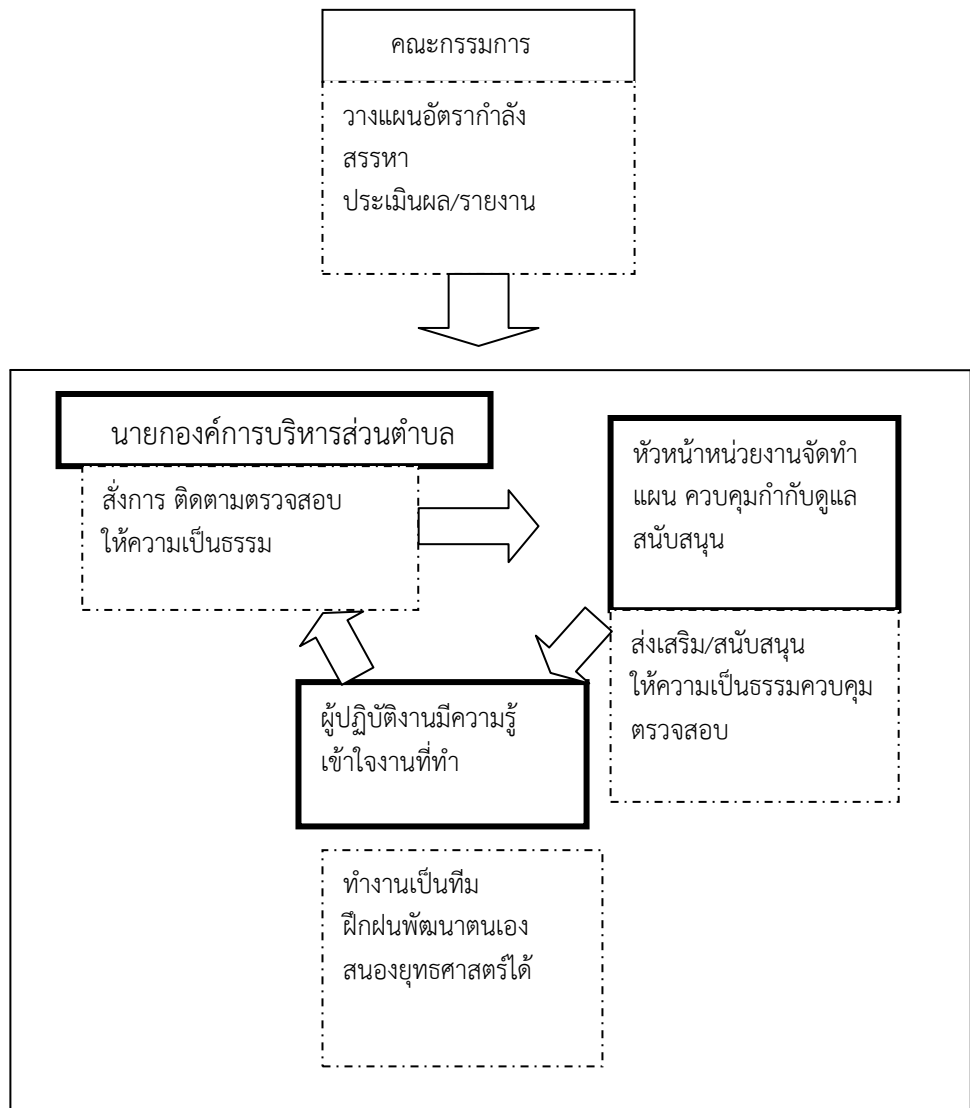 คณะกรรมการ
วางแผนอัตรากำลัง
สรรหา
ประเมินผล/รายงาน
นายกองค์การบริหารส่วนตำบล
สั่งการ ติดตามตรวจสอบ
ให้ความเป็นธรรม
หัวหน้าหน่วยงานจัดทำ
แผน ควบคุมกำกับดูแล
สนับสนุน
ส่งเสริม/สนับสนุน
ให้ความเป็นธรรมควบคุม
ตรวจสอบ
ผู้ปฏิบัติงานมีความรู้
เข้าใจงานที่ทำ
ทำงานเป็นทีม
ฝึกฝนพัฒนาตนเอง
สนองยุทธศาสตร์ได้